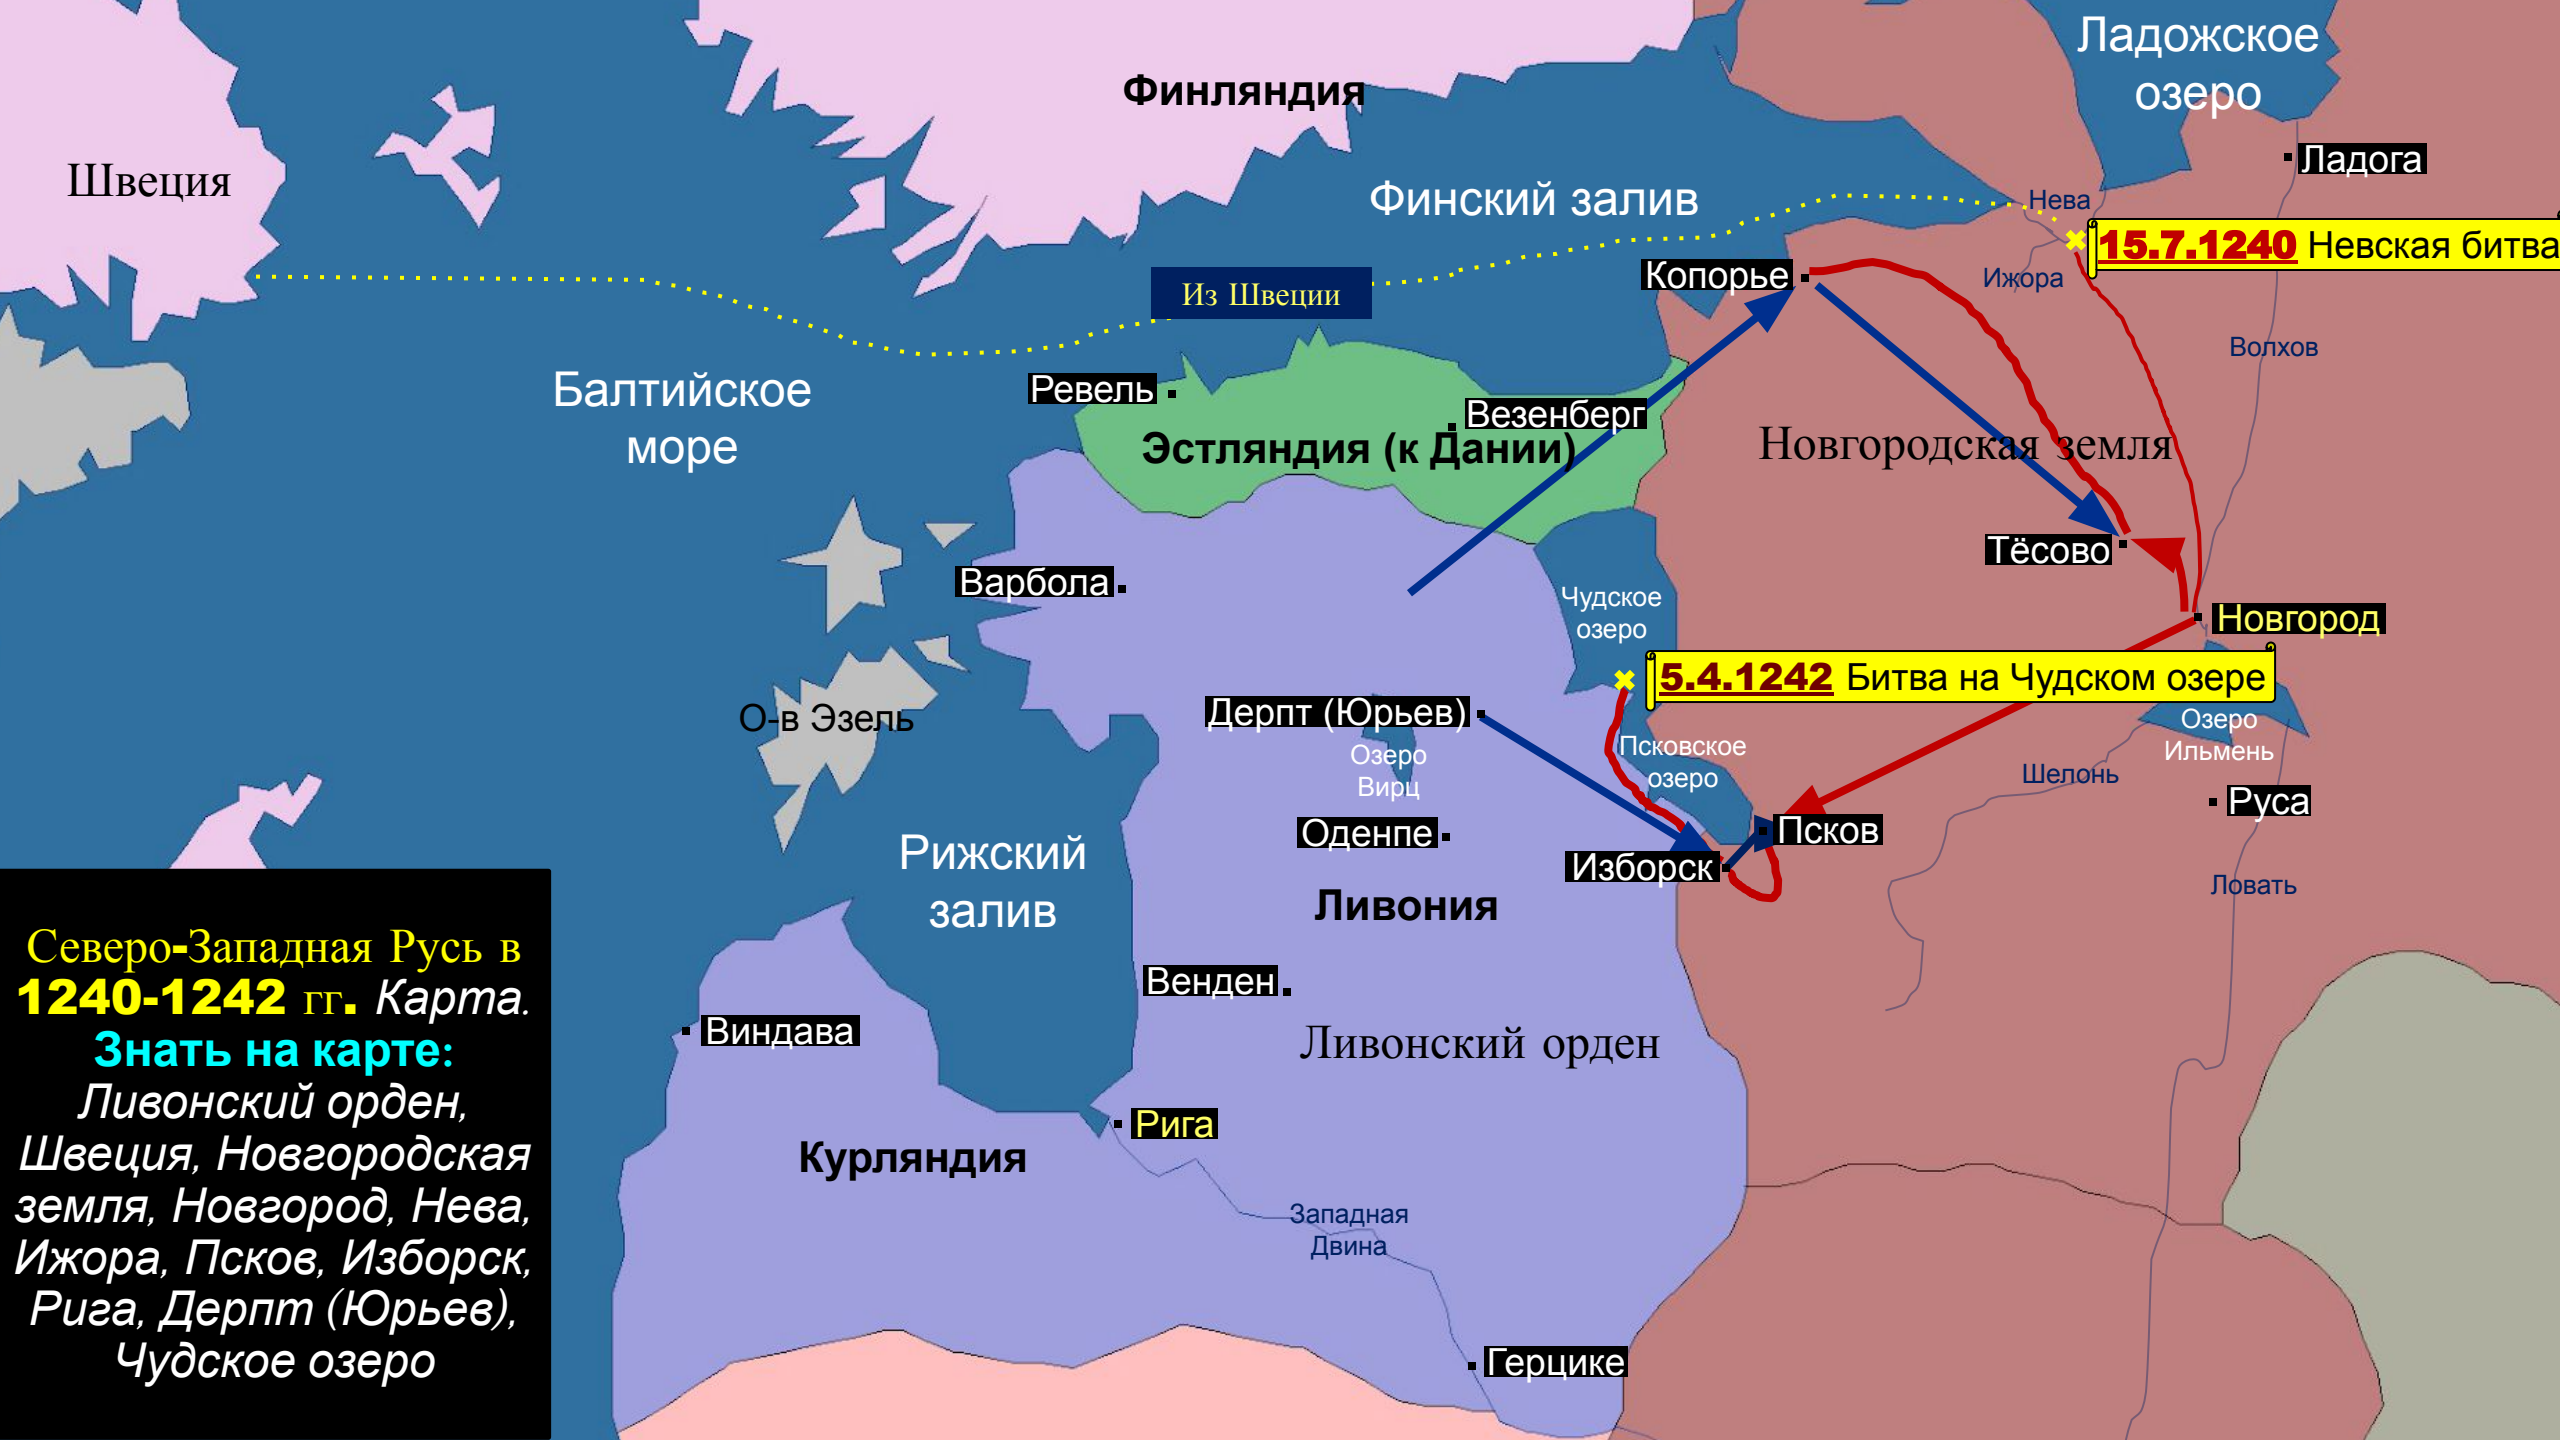 Ладожское
озеро
Финляндия
Ладога
Швеция
Финский залив
Нева
15.7.1240 Невская битва
Копорье
Ижора
Из Швеции
Волхов
Балтийское
море
Ревель
Везенберг
Эстляндия (к Дании)
Новгородская земля
Тёсово
Варбола
Чудское
озеро
Новгород
5.4.1242 Битва на Чудском озере
О-в Эзель
Дерпт (Юрьев)
Озеро
Вирц
Псковское
озеро
Озеро
Ильмень
Шелонь
Руса
Оденпе
Псков
Изборск
Рижский
залив
Ливония
Ловать
Венден
Виндава
Ливонский орден
Рига
Курляндия
Западная
Двина
Герцике
Северо-Западная Русь в
1240-1242 гг. Карта.
Знать на карте:
Ливонский орден,
Швеция, Новгородская
земля, Новгород, Нева,
Ижора, Псков, Изборск,
Рига, Дерпт (Юрьев),
Чудское озеро